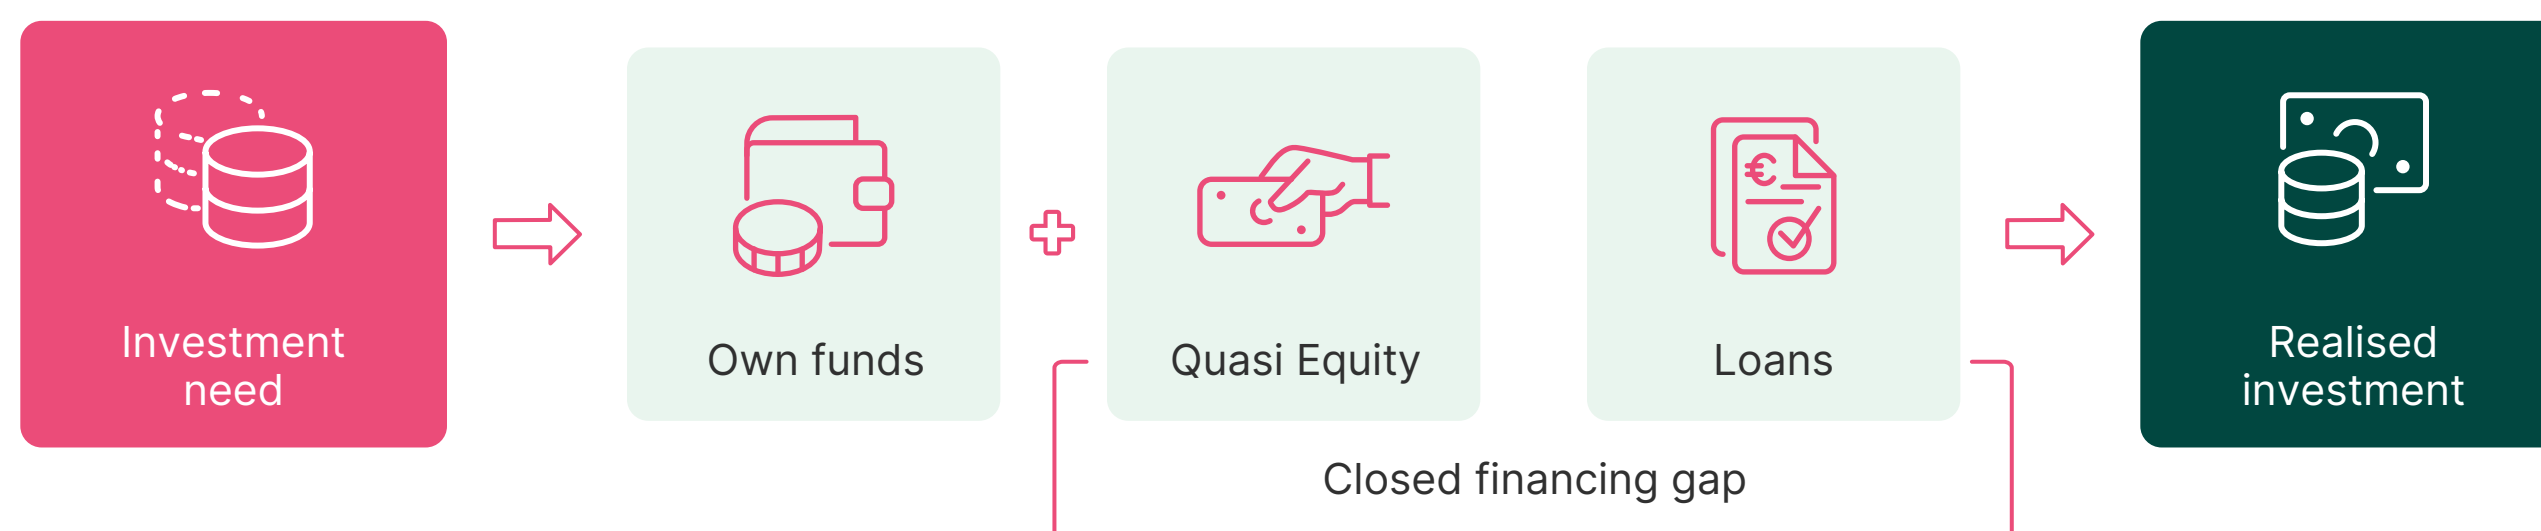 Investment
need
Own funds
Quasi Equity
Loans
Realised
investment
Closed financing gap